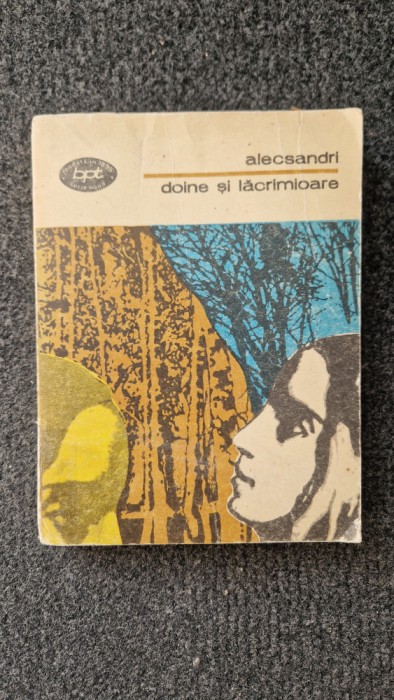 bpt
alecsandri
doine și lăcrimioare